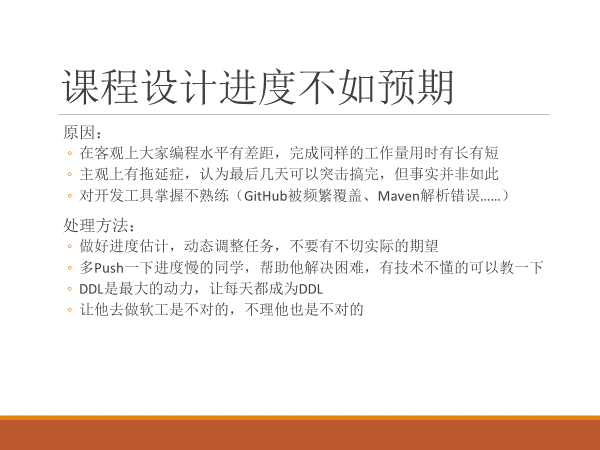 课程设计进度不如预期
原因：
在客观上大家编程水平有差距，完成同样的工作量用时有长有短
主观上有拖延症，认为最后几天可以突击搞完，但事实并非如此
对开发工具掌握不熟练（GitHub被频繁覆盖、Maven解析错误……）
处理方法：
做好进度估计，动态调整任务，不要有不切实际的期望
多Push一下进度慢的同学，帮助他解决困难，有技术不懂的可以教一下
DDL是最大的动力，让每天都成为DDL
让他去做软工是不对的，不理他也是不对的